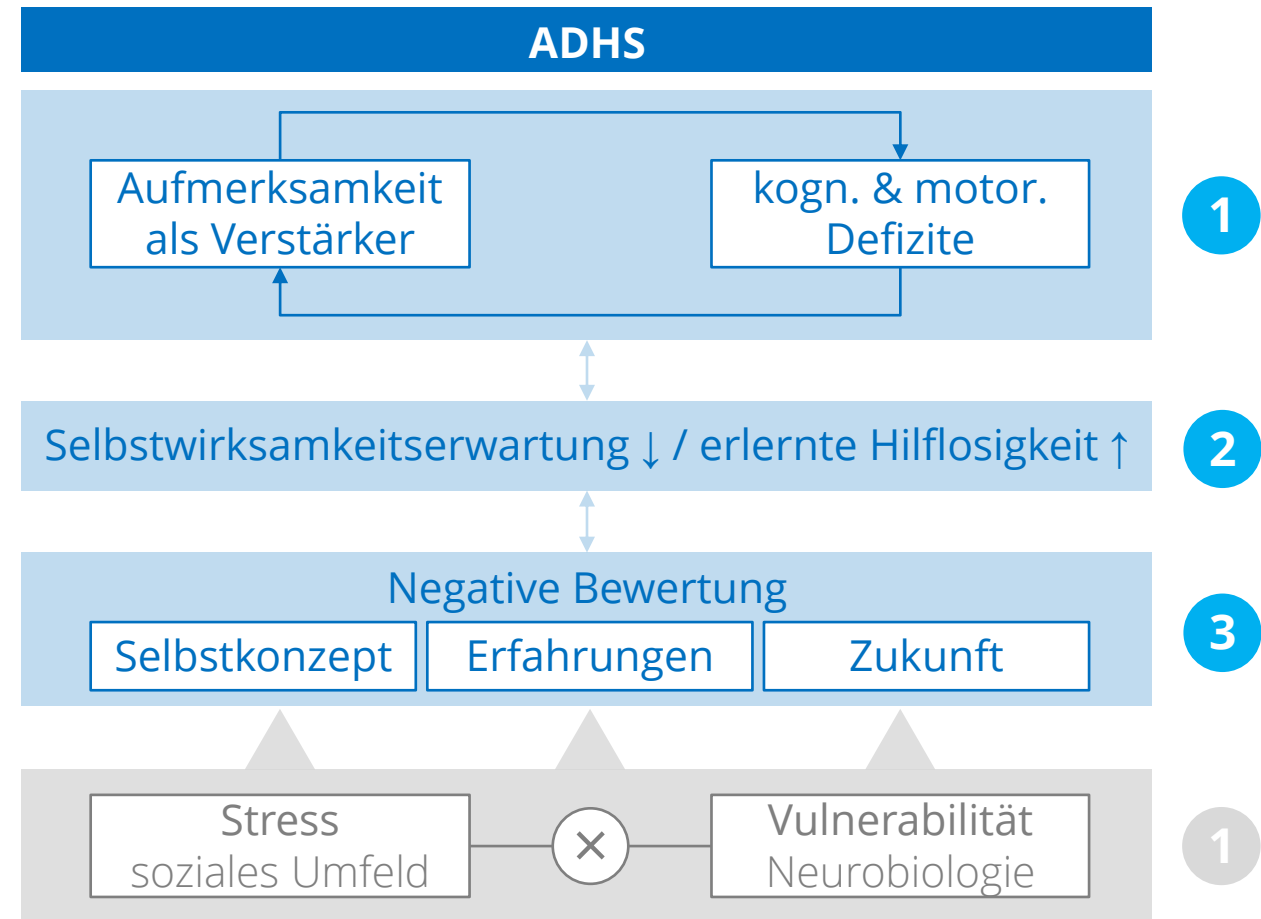 ADHS
Aufmerksamkeit
als Verstärker
kogn. & motor.
Defizite
1
Selbstwirksamkeitserwartung ↓ / erlernte Hilflosigkeit ↑
2
Negative Bewertung
Selbstkonzept
Erfahrungen
Zukunft
3
Stress
soziales Umfeld
×
Vulnerabilität
Neurobiologie
1